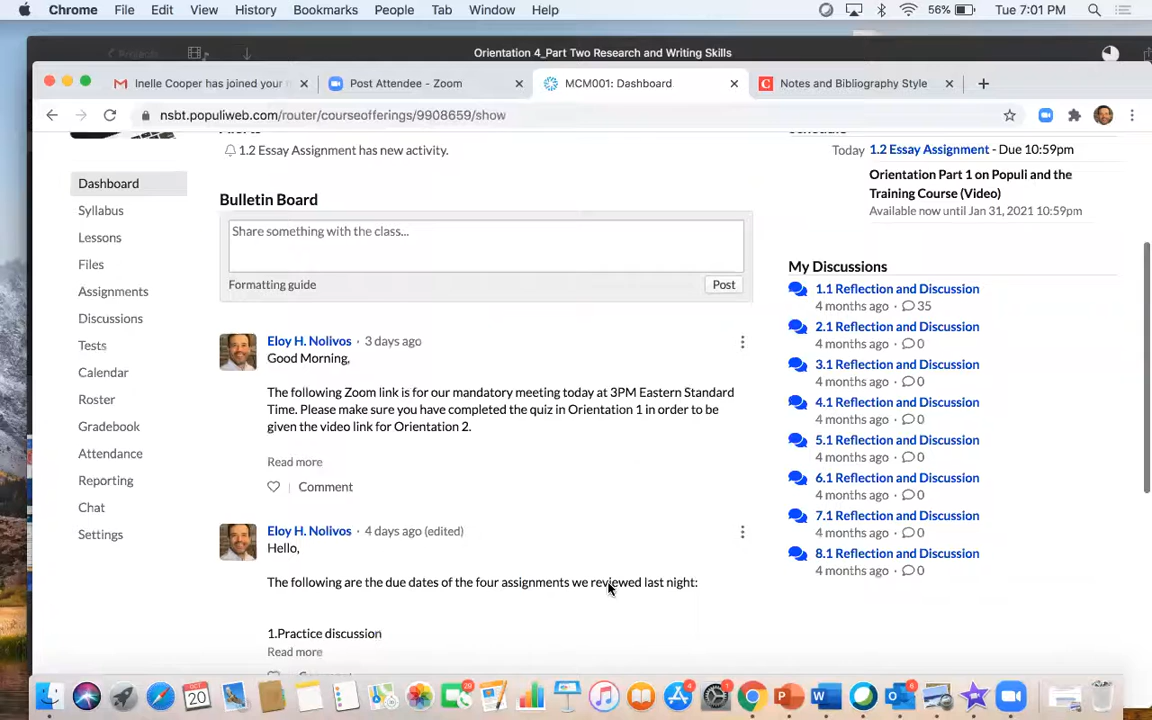 Chrome File Edit View History Bookmarks People Tab Window Help 56% Tue 7:01 PM
Orientation 4_Part Two Research and Writing Skills
Inelle Cooper has joined your Post Attendee - Zoom MCM001: Dashboard Notes and Bibliography Style
nsbt.populiweb.com/router/courseofferings/9908659/show
Dashboard
Syllabus
Lessons
Files
Assignments
Discussions
Tests
Calendar
Roster
Gradebook
Attendance
Reporting
Chat
Settings
Alerts
1.2 Essay Assignment has new activity.
Bulletin Board
Share something with the class...
Formatting guide Post
Eloy H. Nolivos · 3 days ago
Good Morning,
The following Zoom link is for our mandatory meeting today at 3PM Eastern Standard
Time. Please make sure you have completed the quiz in Orientation 1 in order to be
given the video link for Orientation 2.
Read more
Comment
Eloy H. Nolivos · 4 days ago (edited)
Hello,
The following are the due dates of the four assignments we reviewed last night:
1.Practice discussion
Read more
Schedule
Today 1.2 Essay Assignment - Due 10:59pm
Orientation Part 1 on Populi and the
Training Course (Video)
Available now until Jan 31, 2021 10:59pm
My Discussions
1.1 Reflection and Discussion
4 months ago · 35
2.1 Reflection and Discussion
4 months ago · 0
3.1 Reflection and Discussion
4 months ago · 0
4.1 Reflection and Discussion
4 months ago · 0
5.1 Reflection and Discussion
4 months ago · 0
6.1 Reflection and Discussion
4 months ago · 0
7.1 Reflection and Discussion
4 months ago · 0
8.1 Reflection and Discussion
4 months ago · 0
OCT
20